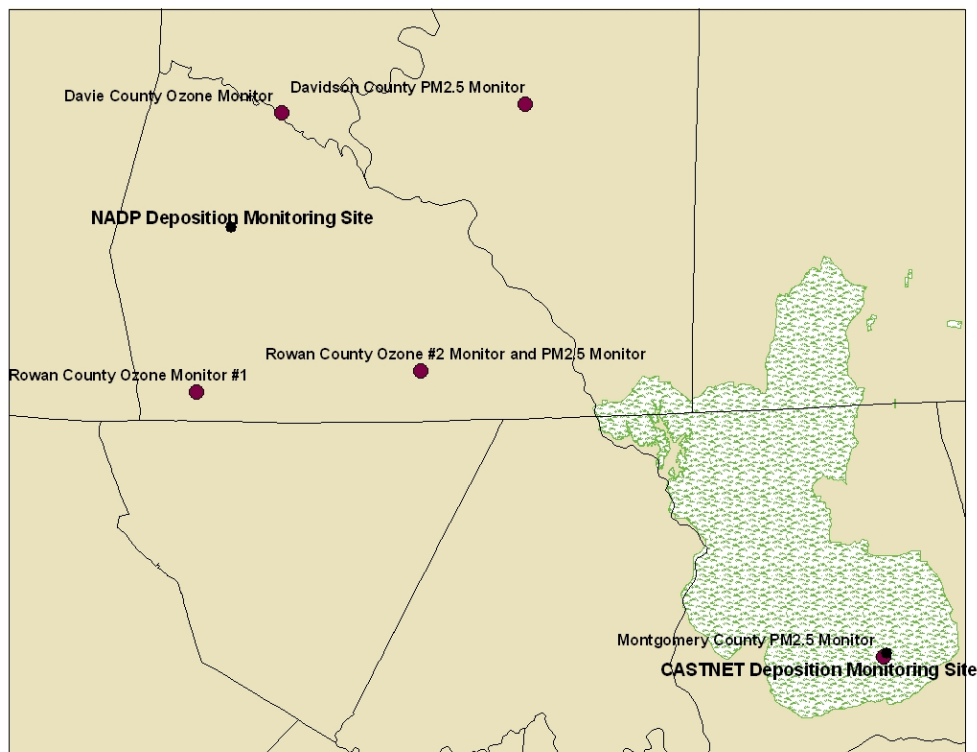 Davidson County PM2.5 Monitor
Davie County Ozone Monitor
NADP Deposition Monitoring Site
Rowan County Ozone #2 Monitor and PM2.5 Monitor
Rowan County Ozone Monitor #1
Montgomery County PM2.5 Monitor
CASTNET Deposition Monitoring Site